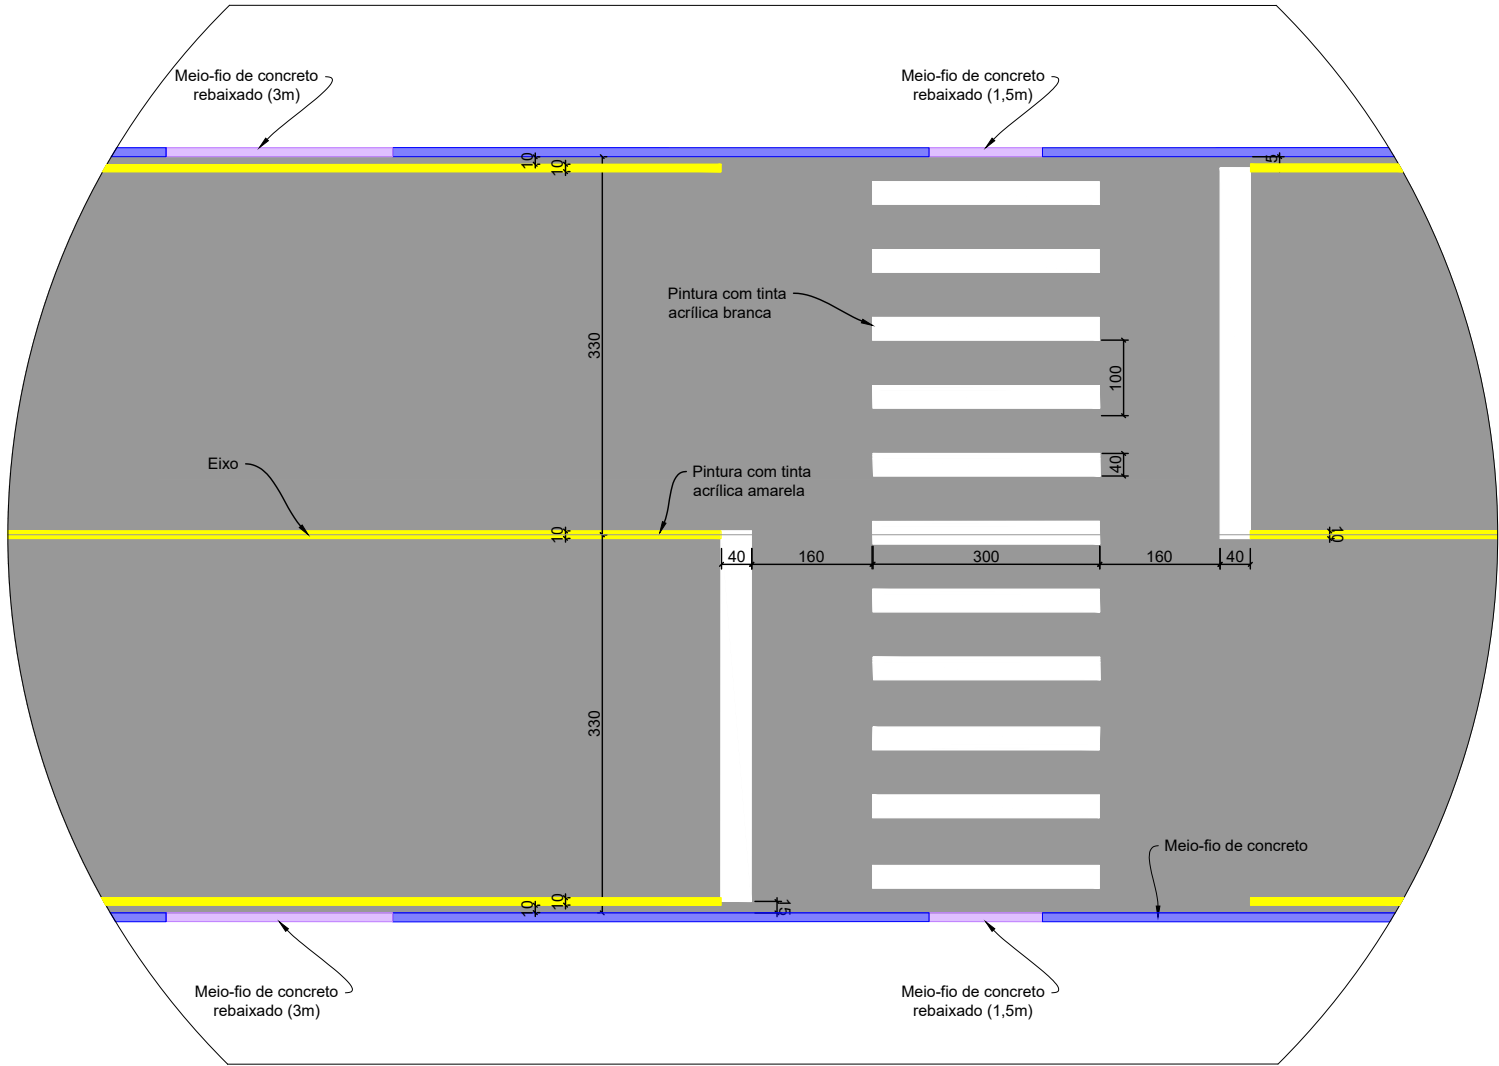 Meio-fio de concreto
rebaixado (3m)
Meio-fio de concreto
rebaixado (1,5m)
10
10
5
Pintura com tinta
acrílica branca
330
100
40
Eixo
Pintura com tinta
acrílica amarela
10
10
40
160
300
160
40
330
Meio-fio de concreto
10
10
15
Meio-fio de concreto
rebaixado (3m)
Meio-fio de concreto
rebaixado (1,5m)